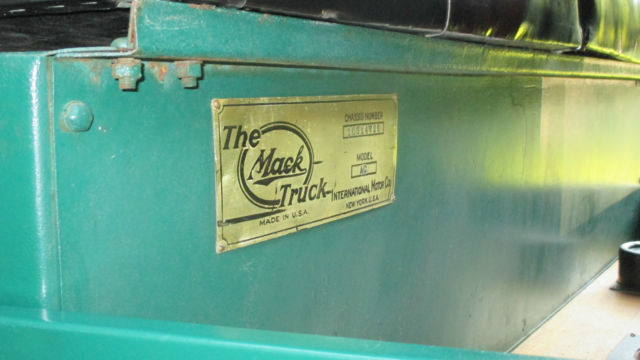 The
Mack
Truck
MADE IN U.S.A.
CHASSIS NUMBER
MODEL
AC
INTERNATIONAL MOTOR CO.
NEW YORK, U.S.A.